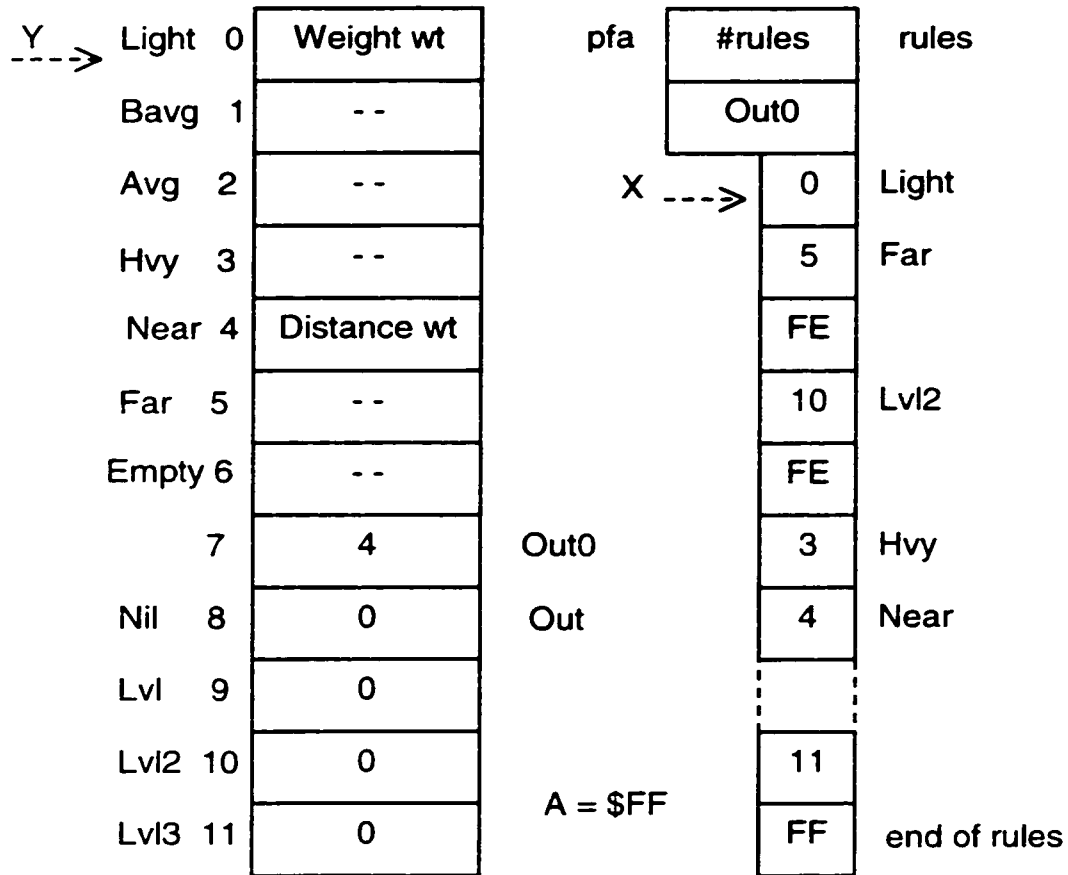 Y Light 0 Weight wt pfa #rules rules
Bavg 1 -- Out0
Avg 2 -- X 0 Light
Hvy 3 -- 5 Far
Near 4 Distance wt FE
Far 5 -- 10 Lvl2
Empty 6 -- FE
7 4 Out0 3 Hvy
Nil 8 0 Out 4 Near
Lvl 9 0
Lvl2 10 0 11
A = $FF
Lvl3 11 0 FF end of rules